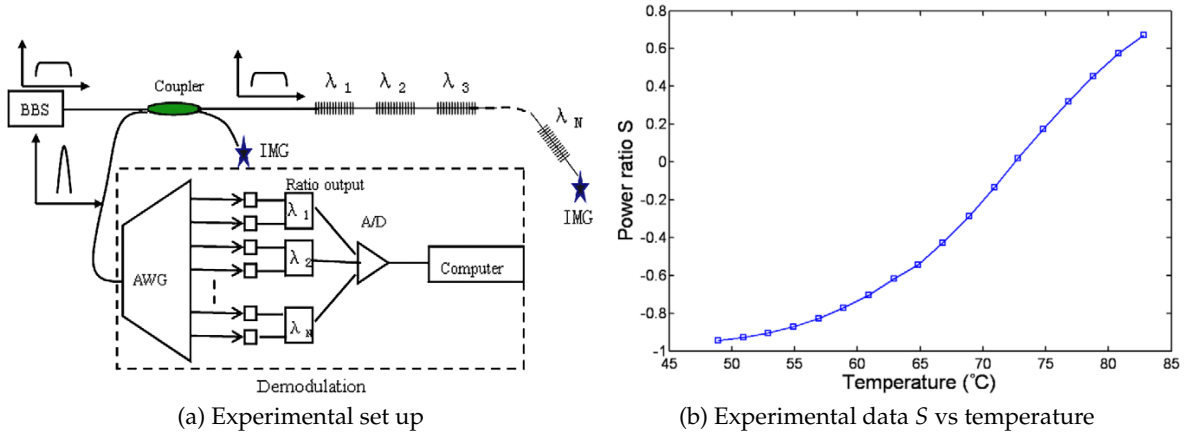 BBS
Coupler
λ 1
λ 2
λ 3
λ N
IMG
IMG
Ratio output
λ 1
A/D
AWG
λ 2
Computer
λ N
Demodulation
(a) Experimental set up
Power ratio S
0.8
0.6
0.4
0.2
0
-0.2
-0.4
-0.6
-0.8
-1
45
50
55
60
65
70
75
80
85
Temperature (°C)
(b) Experimental data S vs temperature